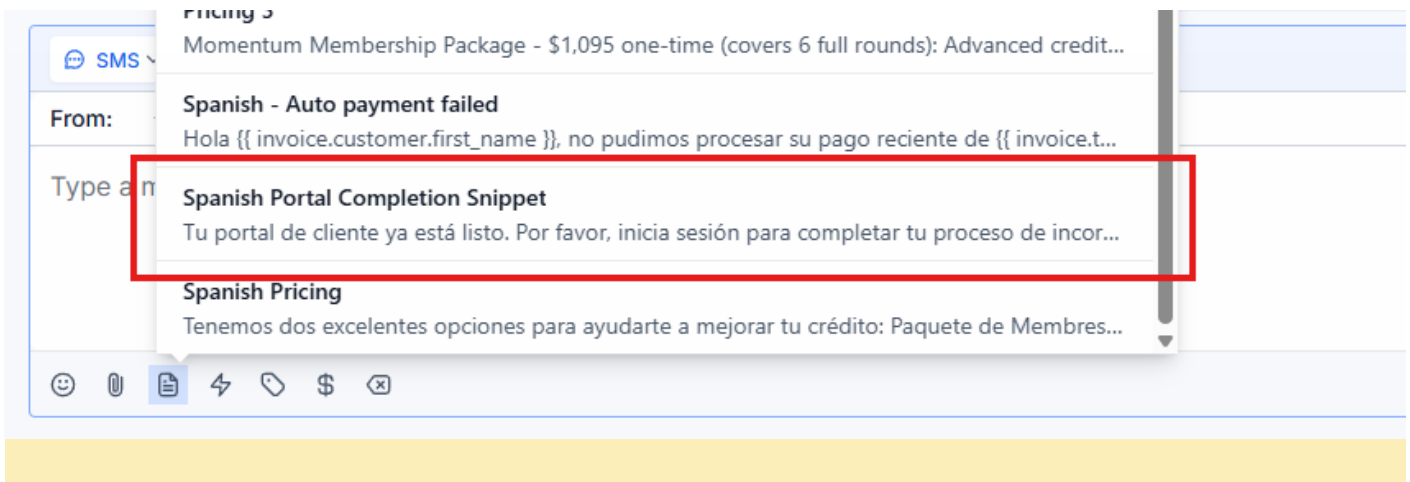 Pricing 3
Momentum Membership Package - $1,095 one-time (covers 6 full rounds): Advanced credit...
SMS
Spanish - Auto payment failed
From:
Hola {{ invoice.customer.first_name }}, no pudimos procesar su pago reciente de {{ invoice.t...
Type a m
Spanish Portal Completion Snippet
Tu portal de cliente ya está listo. Por favor, inicia sesión para completar tu proceso de incor...
Spanish Pricing
Tenemos dos excelentes opciones para ayudarte a mejorar tu crédito: Paquete de Membres...